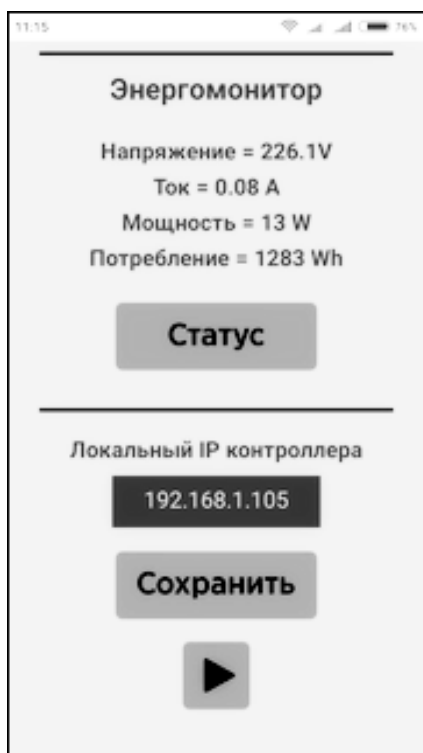 11:15 76%
Энергомонитор
Напряжение = 226.1V
Ток = 0.08 A
Мощность = 13 W
Потребление = 1283 Wh
Статус
Локальный IP контроллера
192.168.1.105
Сохранить